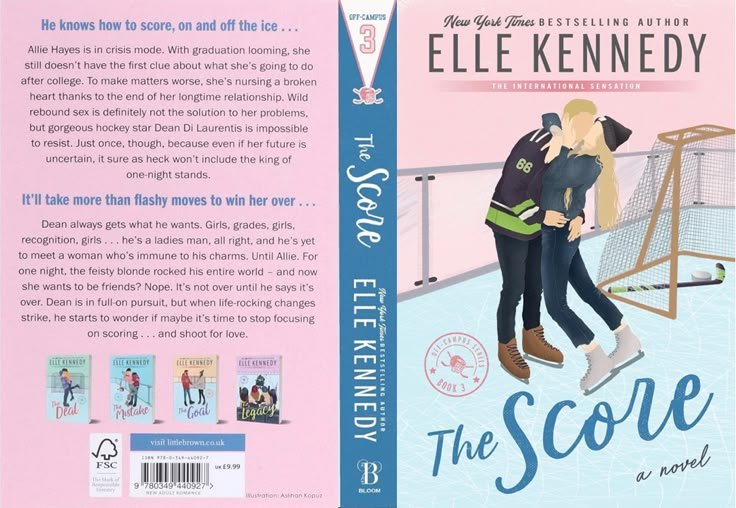 He knows how to score, on and off the ice . . .
Allie Hayes is in crisis mode. With graduation looming, she
still doesn't have the first clue about what she's going to do
after college. To make matters worse, she's nursing a broken
heart thanks to the end of her longtime relationship. Wild
rebound sex is definitely not the solution to her problems,
but gorgeous hockey star Dean Di Laurentis is impossible
to resist. Just once, though, because even if her future is
uncertain, it sure as heck won't include the king of
one-night stands.
It'll take more than flashy moves to win her over . . .
Dean always gets what he wants. Girls, grades, girls,
recognition, girls . . . he's a ladies man, all right, and he's yet
to meet a woman who's immune to his charms. Until Allie. For
one night, the feisty blonde rocked his entire world – and now
she wants to be friends? Nope. It's not over until he says it's
over. Dean is in full-on pursuit, but when life-rocking changes
strike, he starts to wonder if maybe it's time to stop focusing
on scoring . . . and shoot for love.
ELLE KENNEDY
The Deal
ELLE KENNEDY
The Mistake
ELLE KENNEDY
The Goal
ELLE KENNEDY
The Legacy
FSC
visit littlebrown.co.uk
ISBN 978-0-349-44092-7
UK £9.99
9 780349 440927 >
NEW ADULT ROMANCE
OFF-CAMPUS
3
The Score
New York Times BESTSELLING AUTHOR
ELLE KENNEDY
B
BLOOM
New York Times BESTSELLING AUTHOR
ELLE KENNEDY
THE INTERNATIONAL SENSATION
66
OFF-CAMPUS SERIES
BOOK 3
The Score
a novel